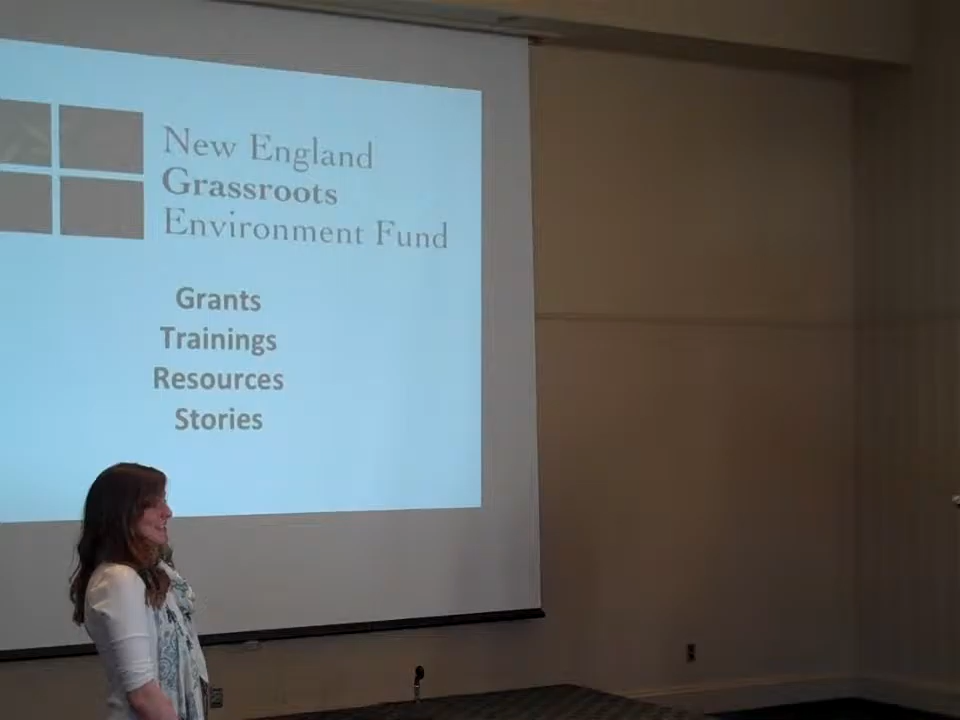 New England
Grassroots
Environment Fund
Grants
Trainings
Resources
Stories